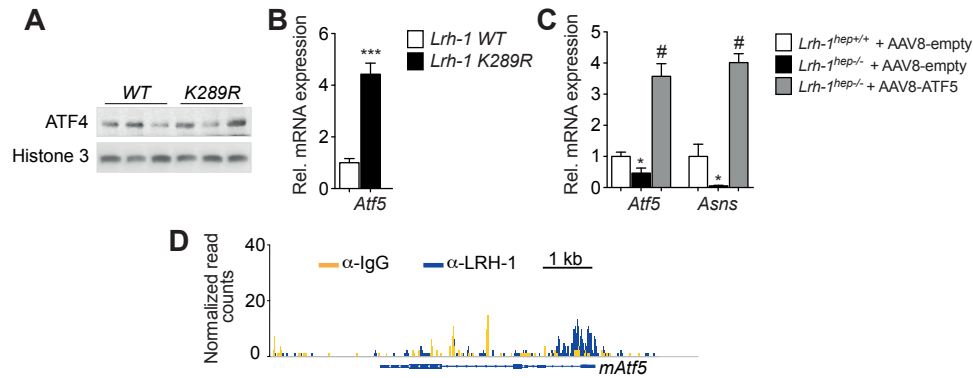 A
WT K289R
ATF4
Histone 3
B
Rel. mRNA expression
6
4
2
0
***
Atf5
Lrh-1 WT
Lrh-1 K289R
C
Rel. mRNA expression
5
4
3
2
1
0
* # * #
Atf5 Asns
Lrh-1hep+/+ + AAV8-empty
Lrh-1hep-/- + AAV8-empty
Lrh-1hep-/- + AAV8-ATF5
D
Normalized read
counts
40
20
0
α-IgG α-LRH-1 1 kb
mAtf5